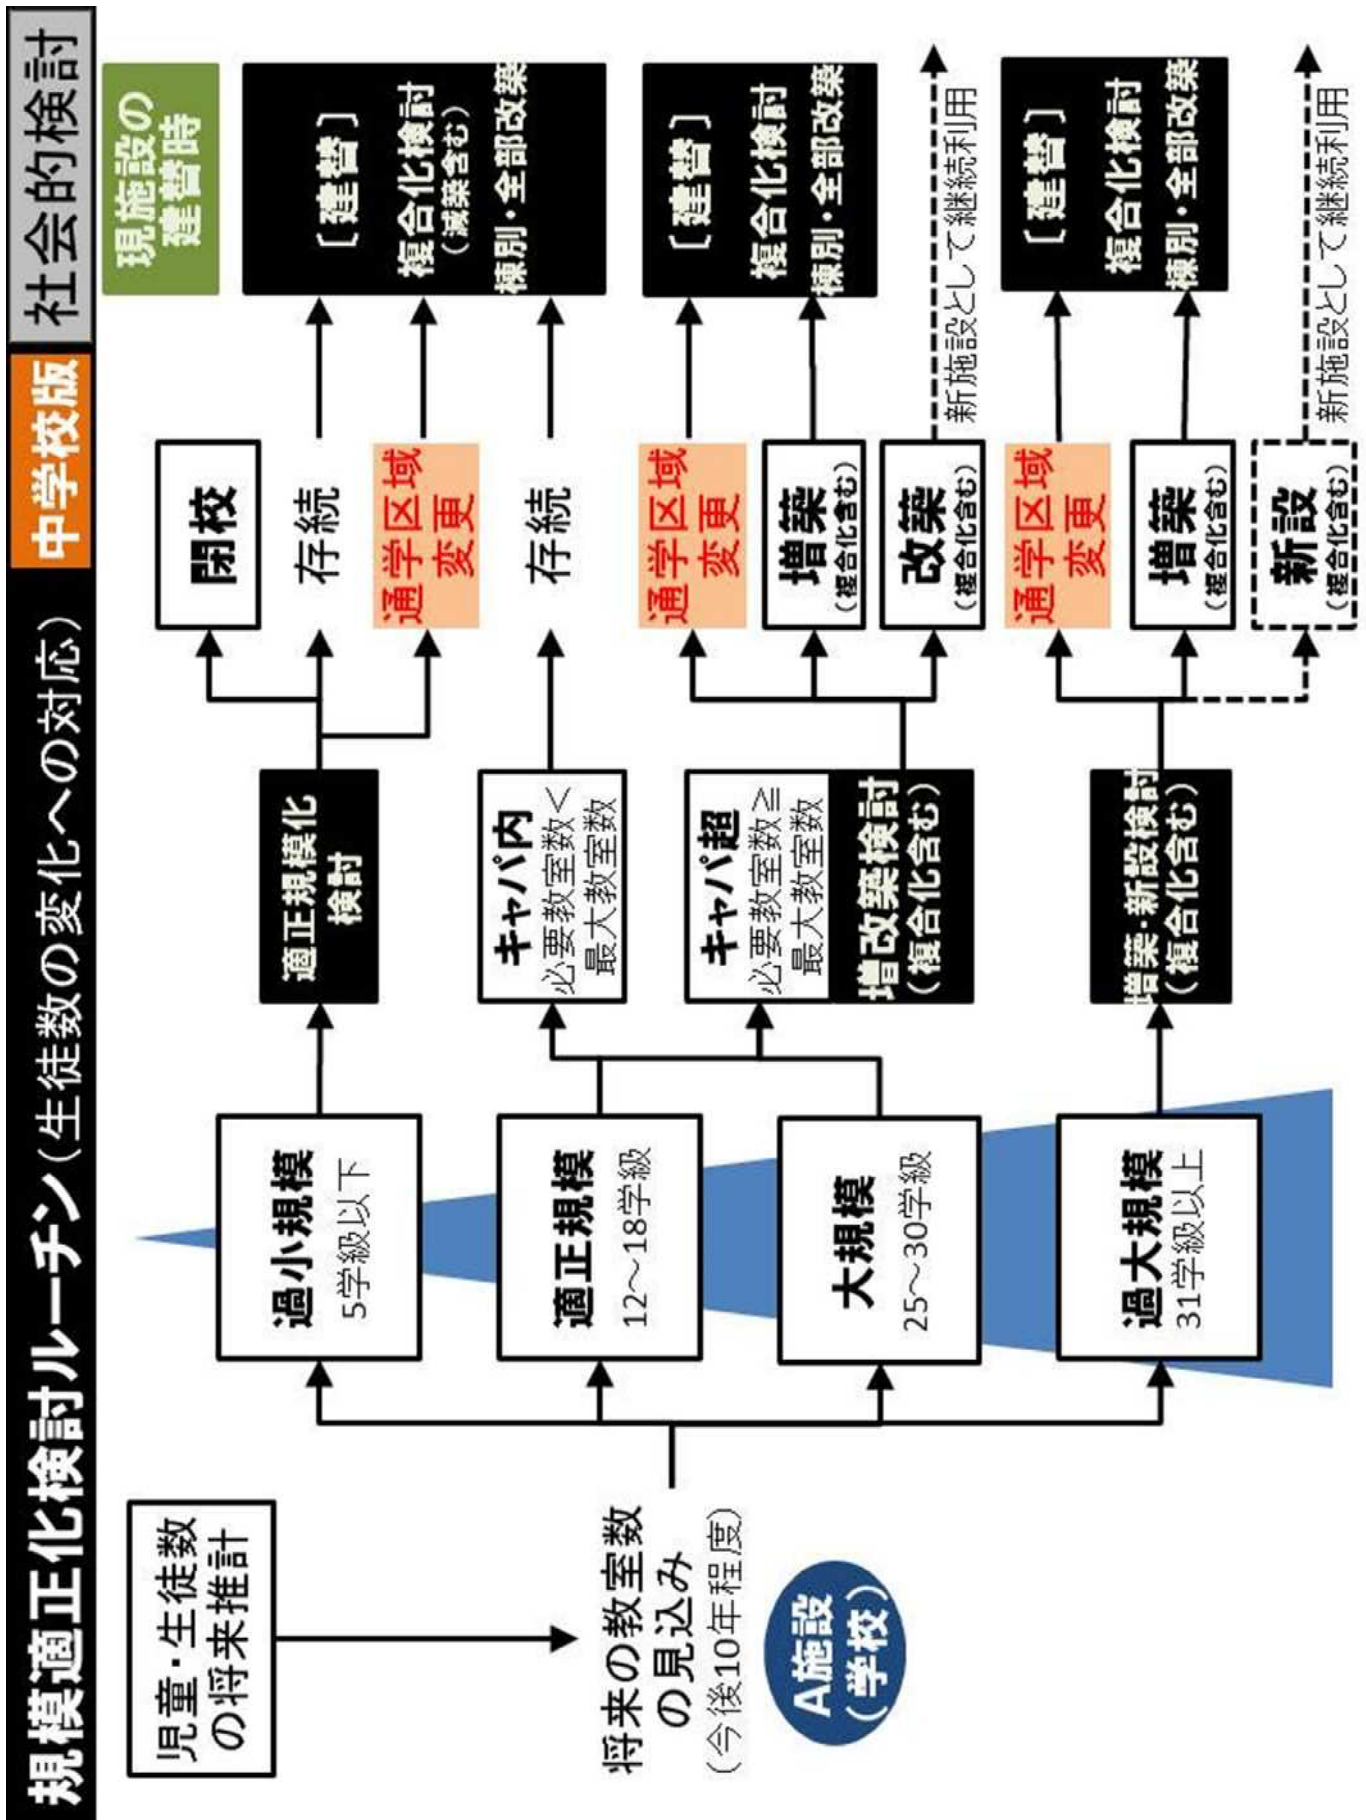 規模適正化検討ルーチン(生徒数の変化への対応)
中学校版
社会的検討
児童・生徒数
の将来推計
将来の教室数
の見込み
(今後10年程度)
A施設
(学校)
過小規模
5学級以下
適正規模
12～18学級
大規模
25～30学級
過大規模
31学級以上
適正規模化
検討
キャパ内
必要教室数<
最大教室数
キャパ超
必要教室数≧
最大教室数
増改築検討
(複合化含む)
増築・新設検討
(複合化含む)
閉校
存続
通学区域
変更
存続
通学区域
変更
増築
(複合化含む)
改築
(複合化含む)
通学区域
変更
増築
(複合化含む)
新設
(複合化含む)
現施設の
建替時
[建替]
複合化検討
(減築含む)
棟別・全部改築
[建替]
複合化検討
棟別・全部改築
新施設として継続利用
[建替]
複合化検討
棟別・全部改築
新施設として継続利用